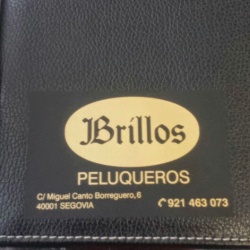 Brillos
PELUQUEROS
C/ Miguel Canto Borreguero,6
40001 SEGOVIA
✆921 463 073